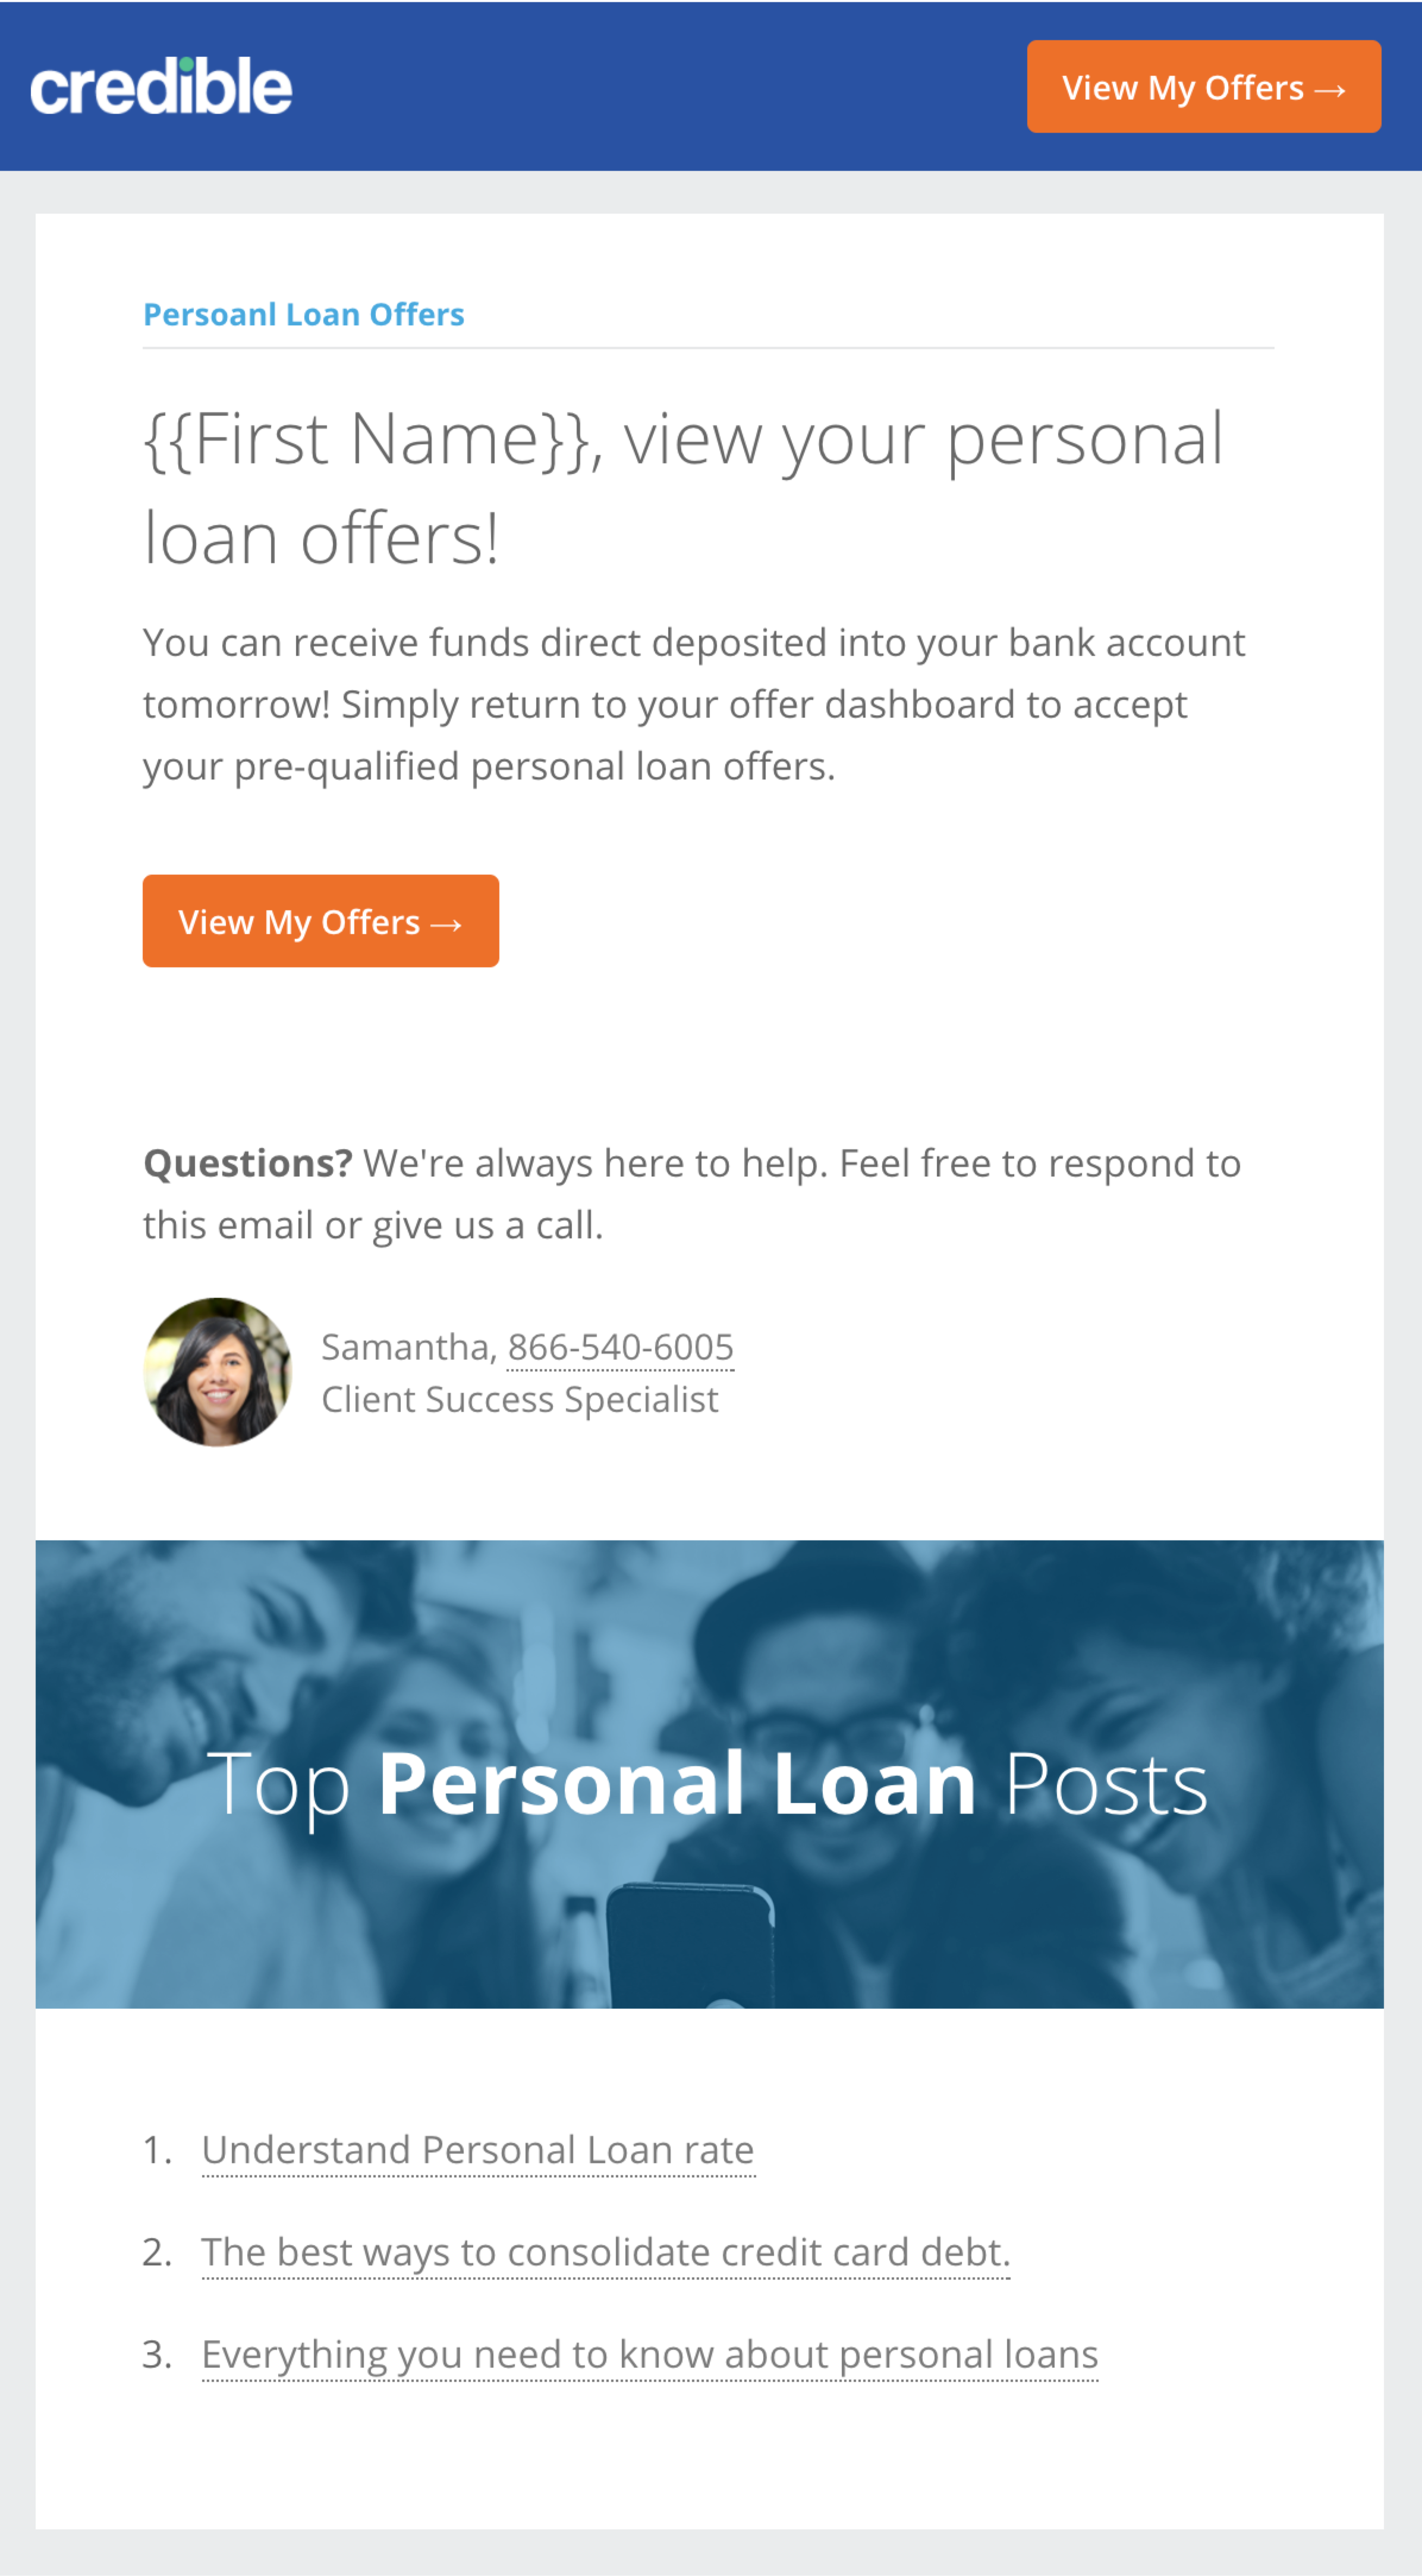 credible
View My Offers →
Persoanl Loan Offers
{{First Name}}, view your personal
loan offers!
You can receive funds direct deposited into your bank account
tomorrow! Simply return to your offer dashboard to accept
your pre-qualified personal loan offers.
View My Offers →
Questions? We're always here to help. Feel free to respond to
this email or give us a call.
Samantha, 866-540-6005
Client Success Specialist
Top Personal Loan Posts
1. Understand Personal Loan rate
2. The best ways to consolidate credit card debt.
3. Everything you need to know about personal loans